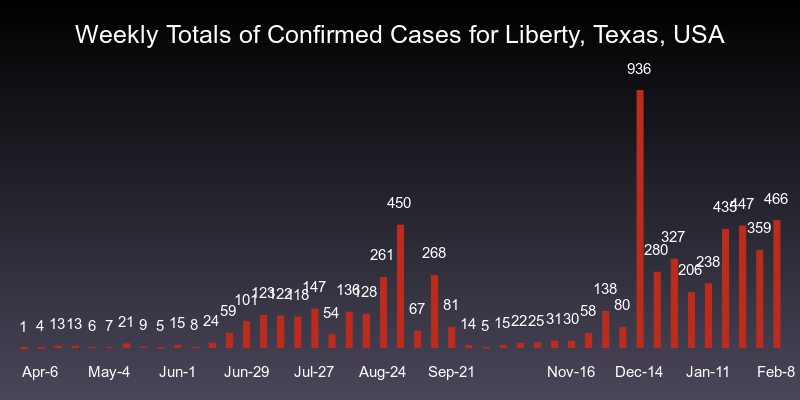 Weekly Totals of Confirmed Cases for Liberty, Texas, USA
1 4 13 13 6 7 21 9 5 15 8 24 59 101 123 122 118 147 54 136 128 261 450 67 268 81 14 5 15 22 25 31 30 58 138 80 936 280 327 206 238 435 447 359 466
Apr-6 May-4 Jun-1 Jun-29 Jul-27 Aug-24 Sep-21 Nov-16 Dec-14 Jan-11 Feb-8